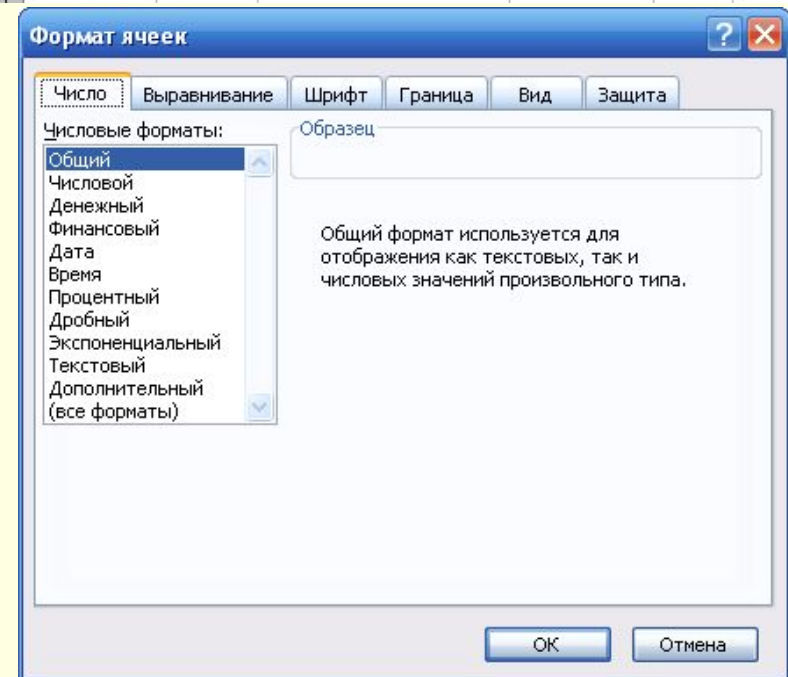 Формат ячеек
Число Выравнивание Шрифт Граница Вид Защита
Числовые форматы:
Общий
Числовой
Денежный
Финансовый
Дата
Время
Процентный
Дробный
Экспоненциальный
Текстовый
Дополнительный
(все форматы)
Образец
Общий формат используется для
отображения как текстовых, так и
числовых значений произвольного типа.
ОК Отмена